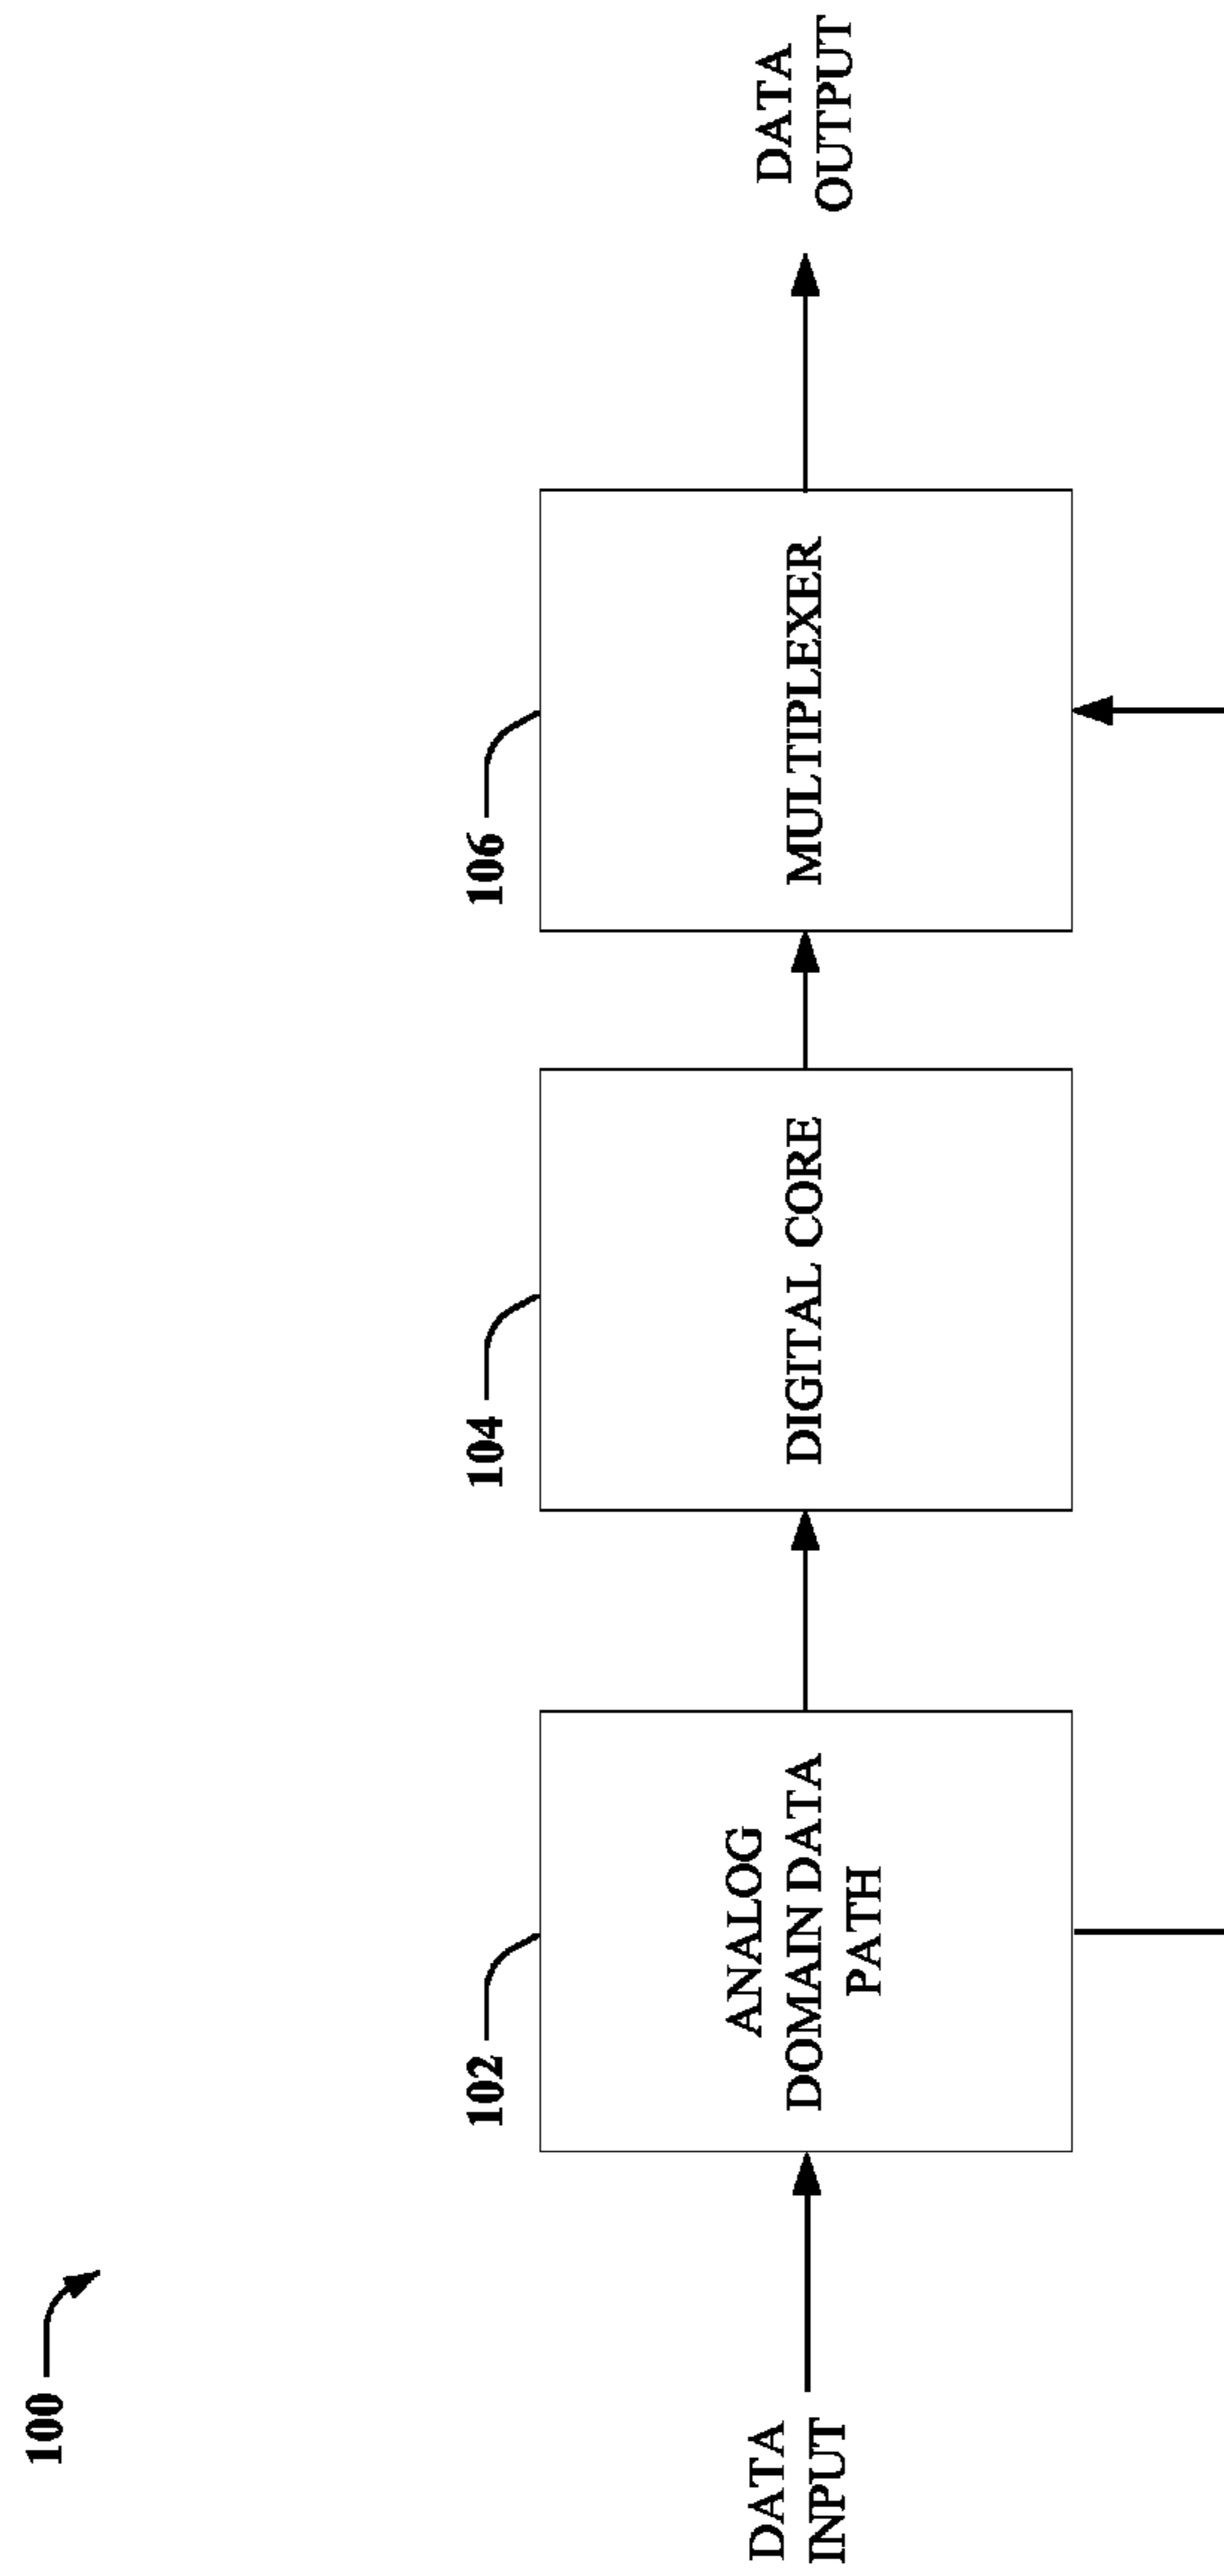 100
DATA
INPUT
102
ANALOG
DOMAIN DATA
PATH
104
DIGITAL CORE
106
MULTIPLEXER
DATA
OUTPUT